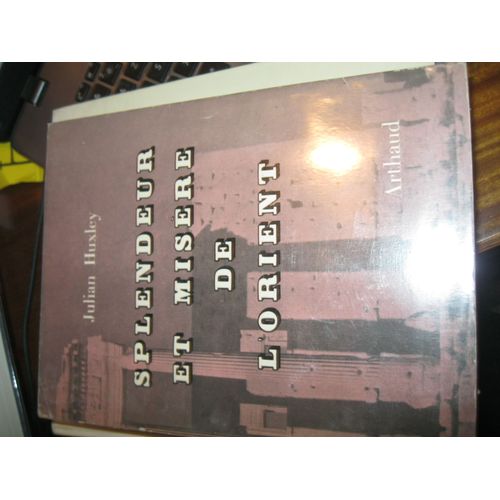 Julian Huxley
SPLENDEUR
ET MISÈRE
DE
L'ORIENT
Arthaud